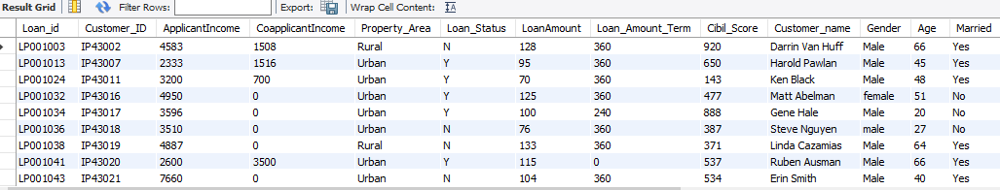 Result Grid Filter Rows: Export: Wrap Cell Content:
Loan_id Customer_ID ApplicantIncome CoapplicantIncome Property_Area Loan_Status LoanAmount Loan_Amount_Term Cibil_Score Customer_name Gender Age Married
LP001003 IP43002 4583 1508 Rural N 128 360 920 Darrin Van Huff Male 66 Yes
LP001013 IP43007 2333 1516 Urban Y 95 360 650 Harold Pawlan Male 45 Yes
LP001024 IP43011 3200 700 Urban Y 70 360 143 Ken Black Male 48 Yes
LP001032 IP43016 4950 0 Urban Y 125 360 477 Matt Abelman female 51 No
LP001034 IP43017 3596 0 Urban Y 100 240 888 Gene Hale Male 20 No
LP001036 IP43018 3510 0 Urban N 76 360 387 Steve Nguyen male 27 No
LP001038 IP43019 4887 0 Rural N 133 360 371 Linda Cazamias Male 64 Yes
LP001041 IP43020 2600 3500 Urban Y 115 0 537 Ruben Ausman Male 66 Yes
LP001043 IP43021 7660 0 Urban N 104 360 534 Erin Smith Male 40 Yes